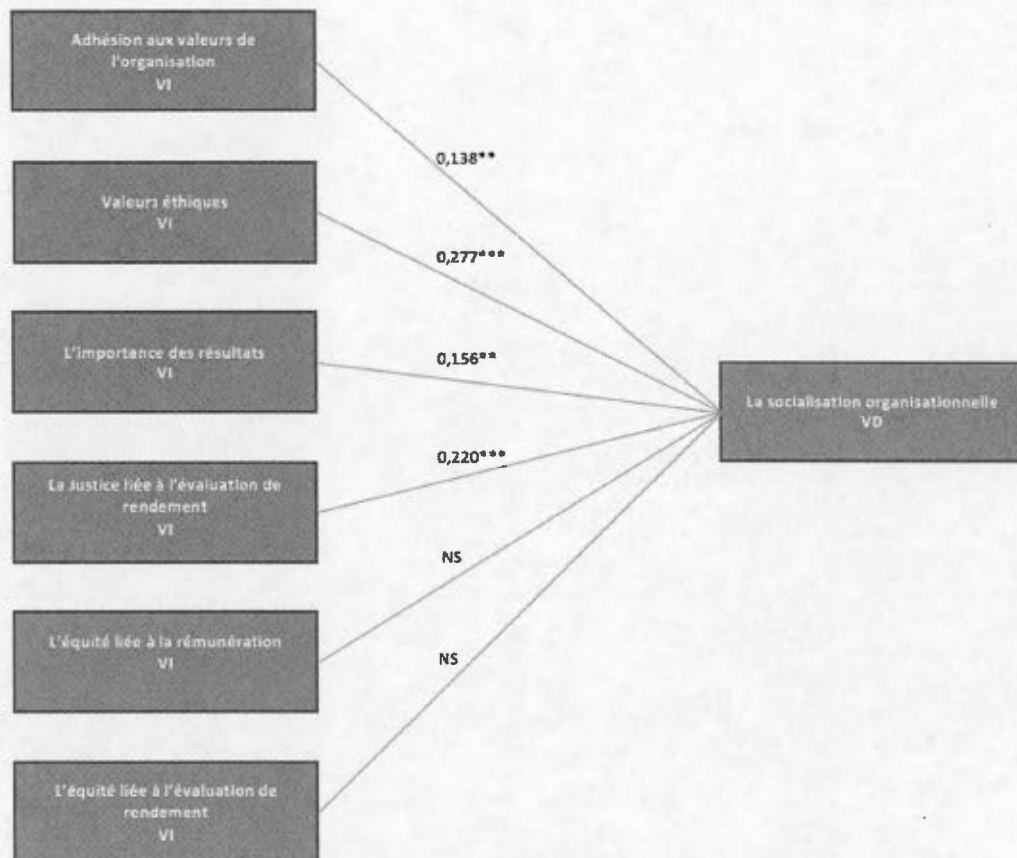 Adhésion aux valeurs de
l'organisation
VI
0,138**
Valeurs éthiques
VI
0,277***
L'importance des résultats
VI
0,156**
La socialisation organisationnelle
VD
La Justice liée à l'évaluation de
rendement
VI
0,220***
NS
L'équité liée à la rémunération
VI
NS
L'équité liée à l'évaluation de
rendement
VI